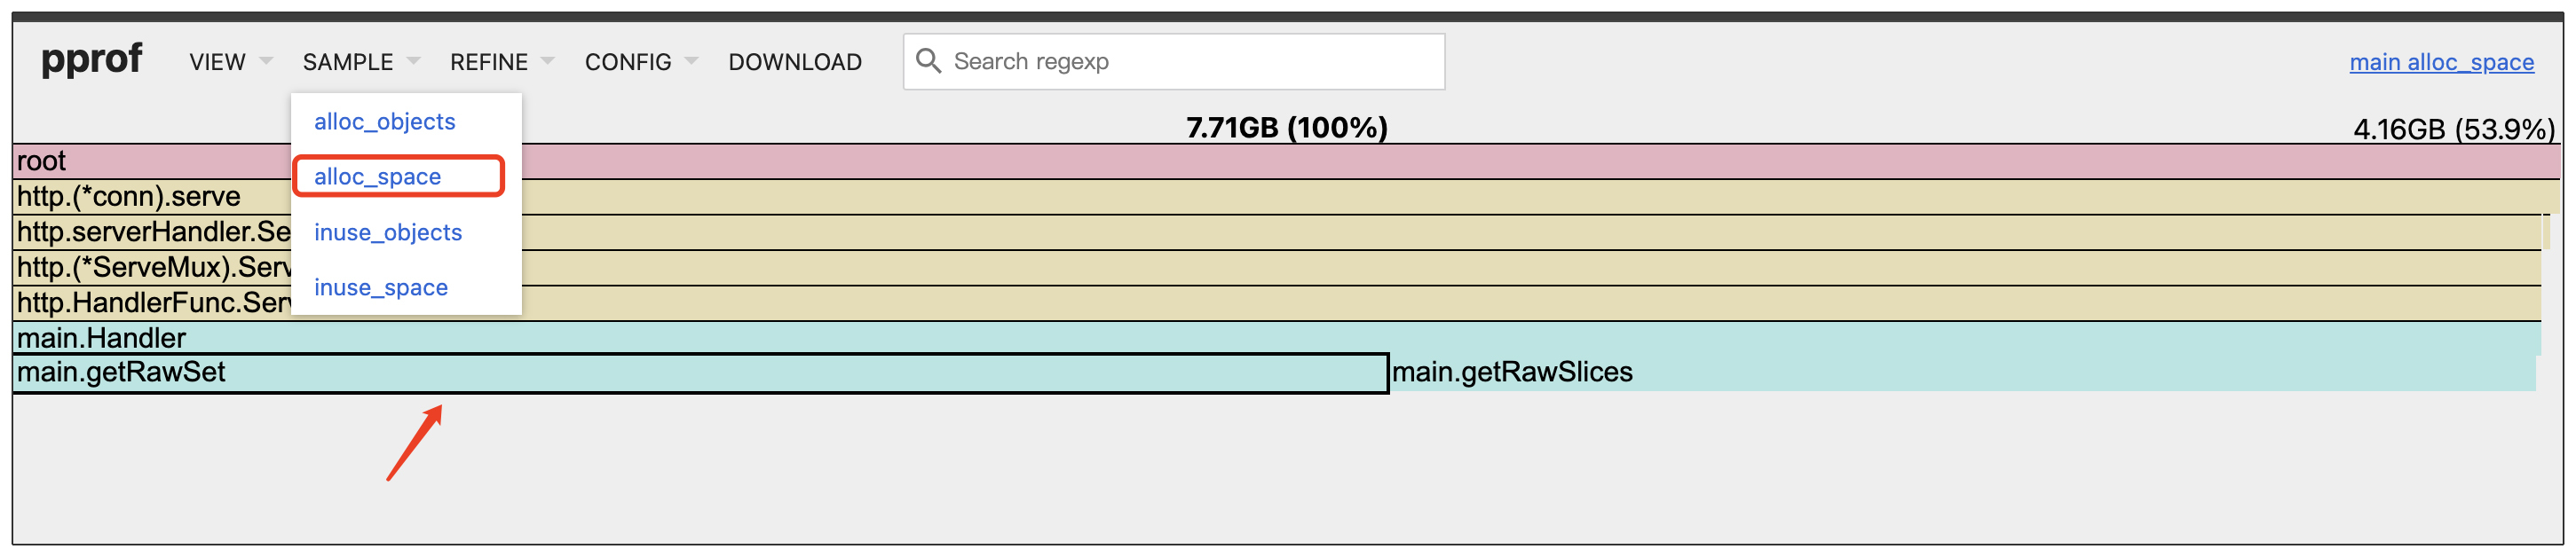 pprof VIEW SAMPLE REFINE CONFIG DOWNLOAD Search regexp main alloc_space
alloc_objects
alloc_space
inuse_objects
inuse_space
7.71GB (100%) 4.16GB (53.9%)
root
http.(*conn).serve
http.serverHandler.Se
http.(*ServeMux).Serv
http.HandlerFunc.Serv
main.Handler
main.getRawSet main.getRawSlices